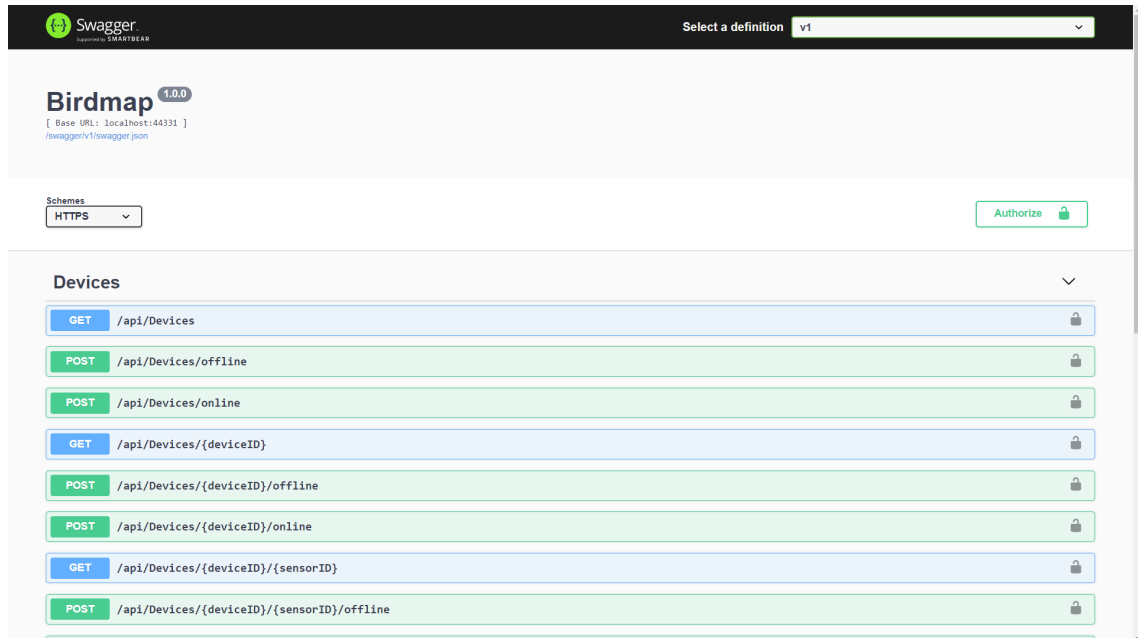 Swagger.
Supported by SMARTBEAR
Select a definition v1
Birdmap 1.0.0
[ Base URL: localhost:44331 ]
/swagger/v1/swagger.json
Schemes
HTTPS
Authorize
Devices
GET /api/Devices
POST /api/Devices/offline
POST /api/Devices/online
GET /api/Devices/{deviceID}
POST /api/Devices/{deviceID}/offline
POST /api/Devices/{deviceID}/online
GET /api/Devices/{deviceID}/{sensorID}
POST /api/Devices/{deviceID}/{sensorID}/offline